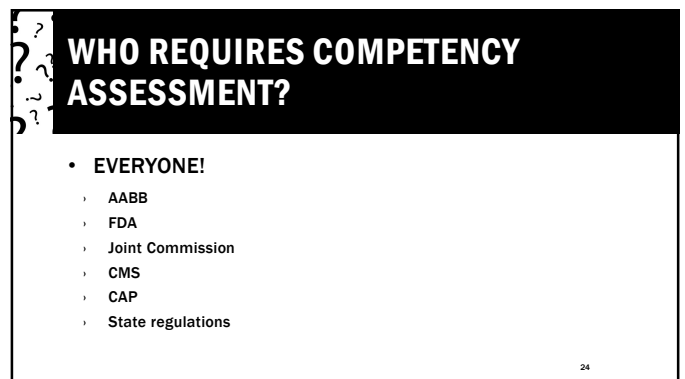 WHO REQUIRES COMPETENCY
ASSESSMENT?
• EVERYONE!
› AABB
› FDA
› Joint Commission
› CMS
› CAP
› State regulations
24